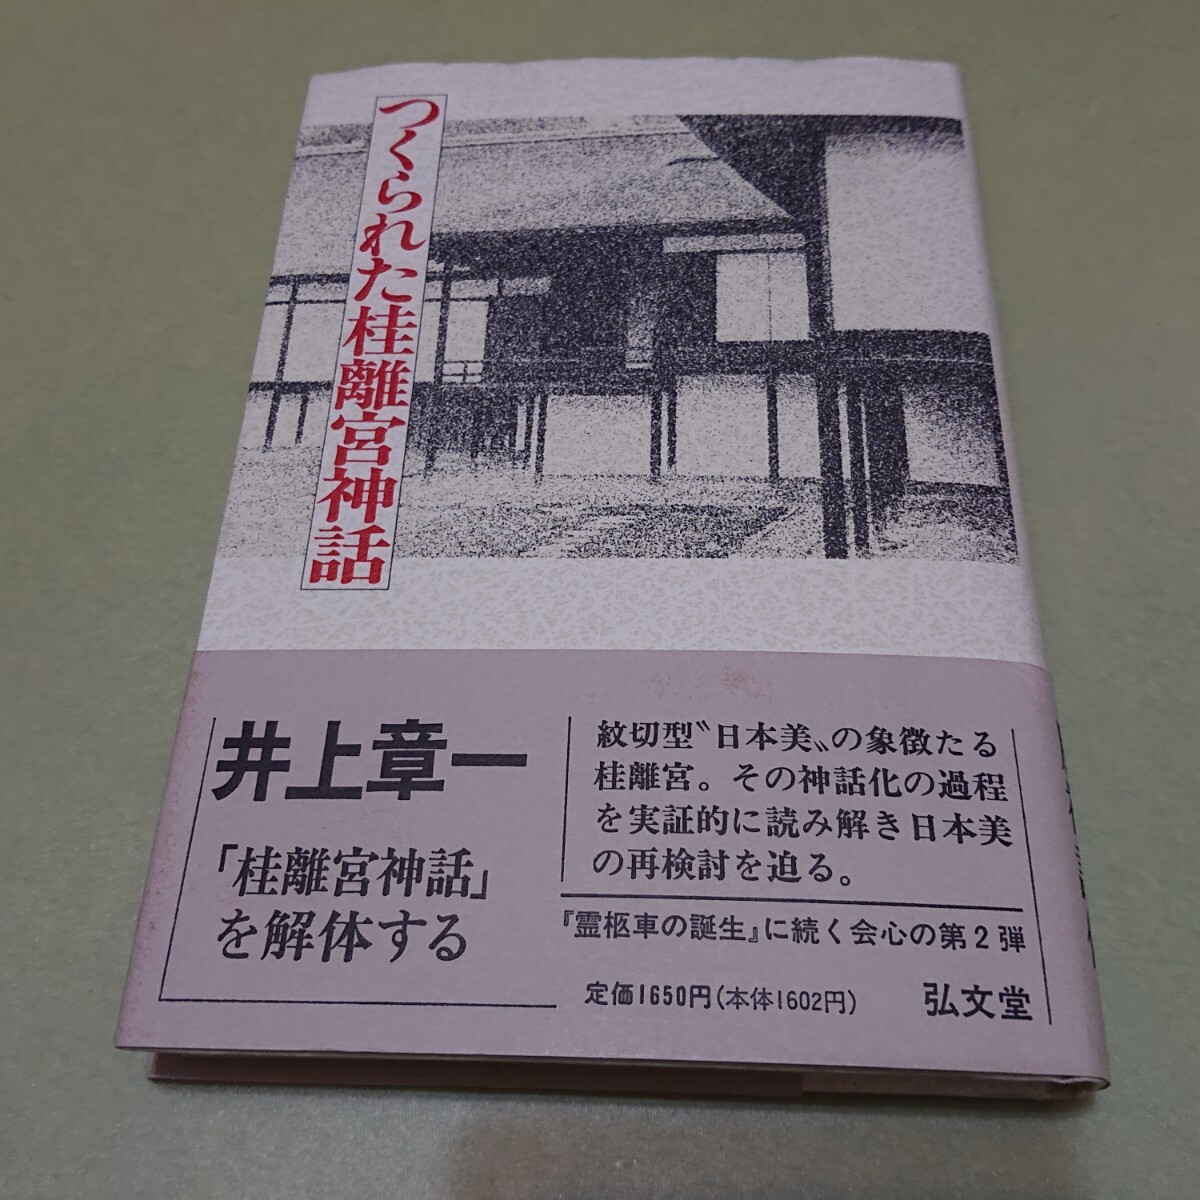 つくられた桂離宮神話
井上章一
「桂離宮神話」
を解体する
紋切型〝日本美〟の象徴たる
桂離宮。その神話化の過程
を実証的に読み解き日本美
の再検討を迫る。
『霊柩車の誕生』に続く会心の第2弾
定価1650円(本体1602円)
弘文堂